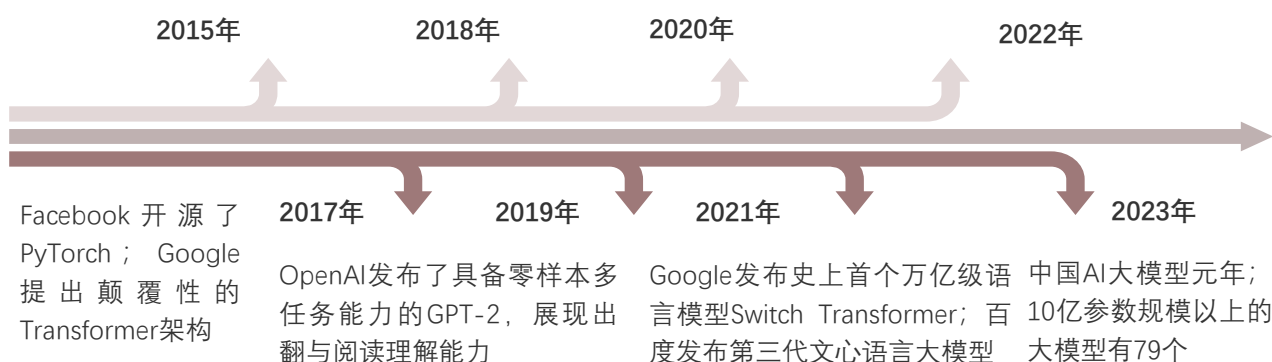 2015年
2018年
2020年
2022年
2017年
2019年
2021年
2023年
Facebook开源了
PyTorch；Google
提出颠覆性的
Transformer架构
OpenAI发布了具备零样本多
任务能力的GPT-2，展现出
翻与阅读理解能力
Google发布史上首个万亿级语
言模型Switch Transformer；百
度发布第三代文心语言大模型
中国AI大模型元年；
10亿参数规模以上的
大模型有79个